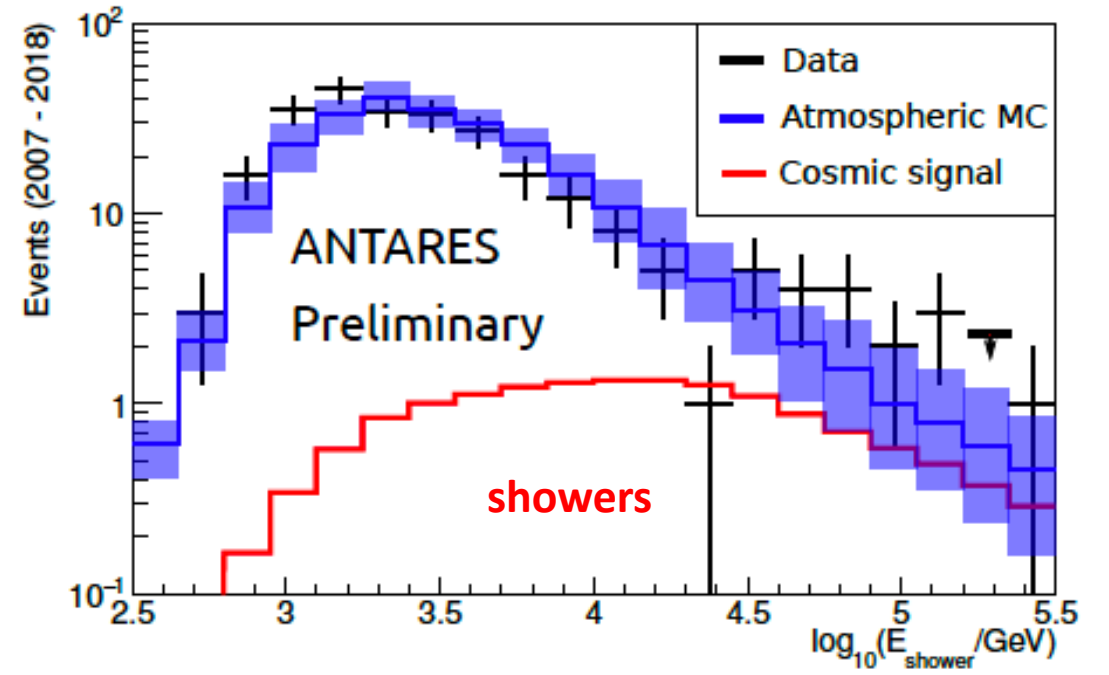 Events (2007 - 2018)
10²
10
1
10⁻¹
Data
Atmospheric MC
Cosmic signal
ANTARES
Preliminary
showers
2.5 3 3.5 4 4.5 5 5.5
log₁₀(E_shower/GeV)